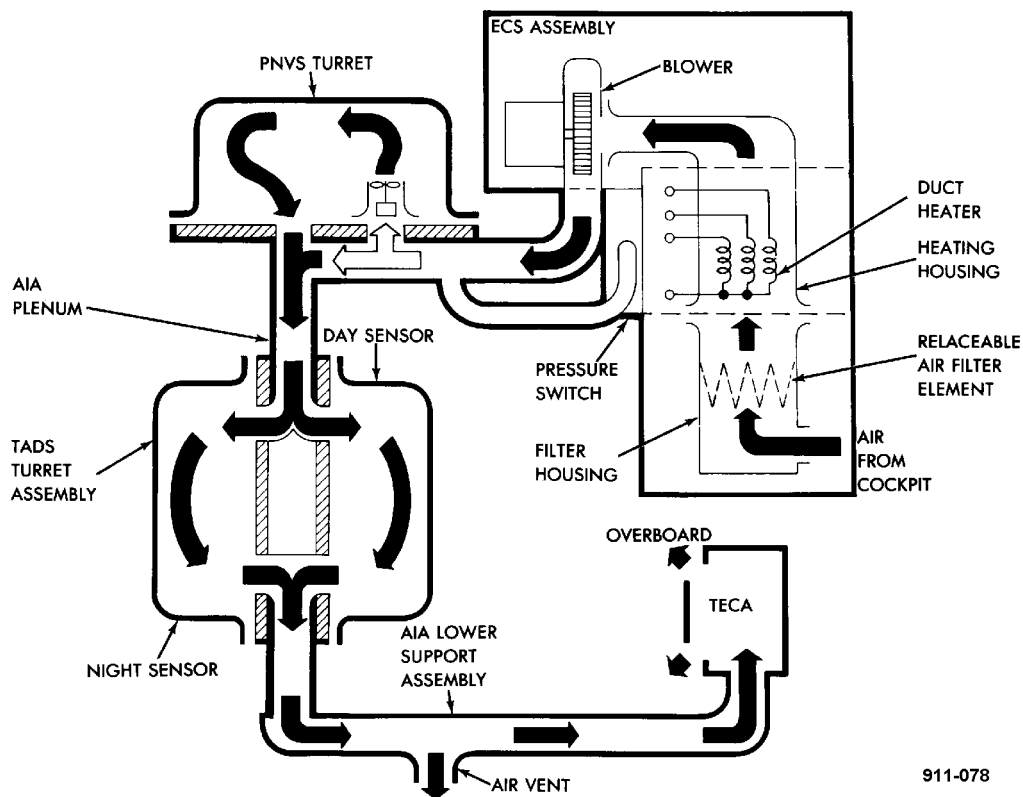 ECS ASSEMBLY
PNVS TURRET
BLOWER
DUCT
HEATER
HEATING
HOUSING
AIA
PLENUM
DAY SENSOR
PRESSURE
SWITCH
RELACEABLE
AIR FILTER
ELEMENT
TADS
TURRET
ASSEMBLY
FILTER
HOUSING
AIR
FROM
COCKPIT
OVERBOARD
TECA
NIGHT SENSOR
AIA LOWER
SUPPORT
ASSEMBLY
AIR VENT
911-078